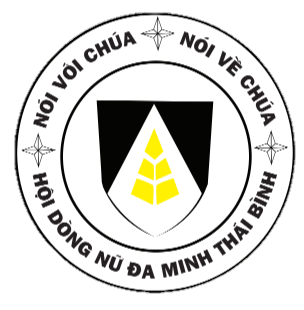 NÓI VỚI CHÚA
NÓI VỀ CHÚA
HỘI DÒNG NỮ ĐA MINH THÁI BÌNH